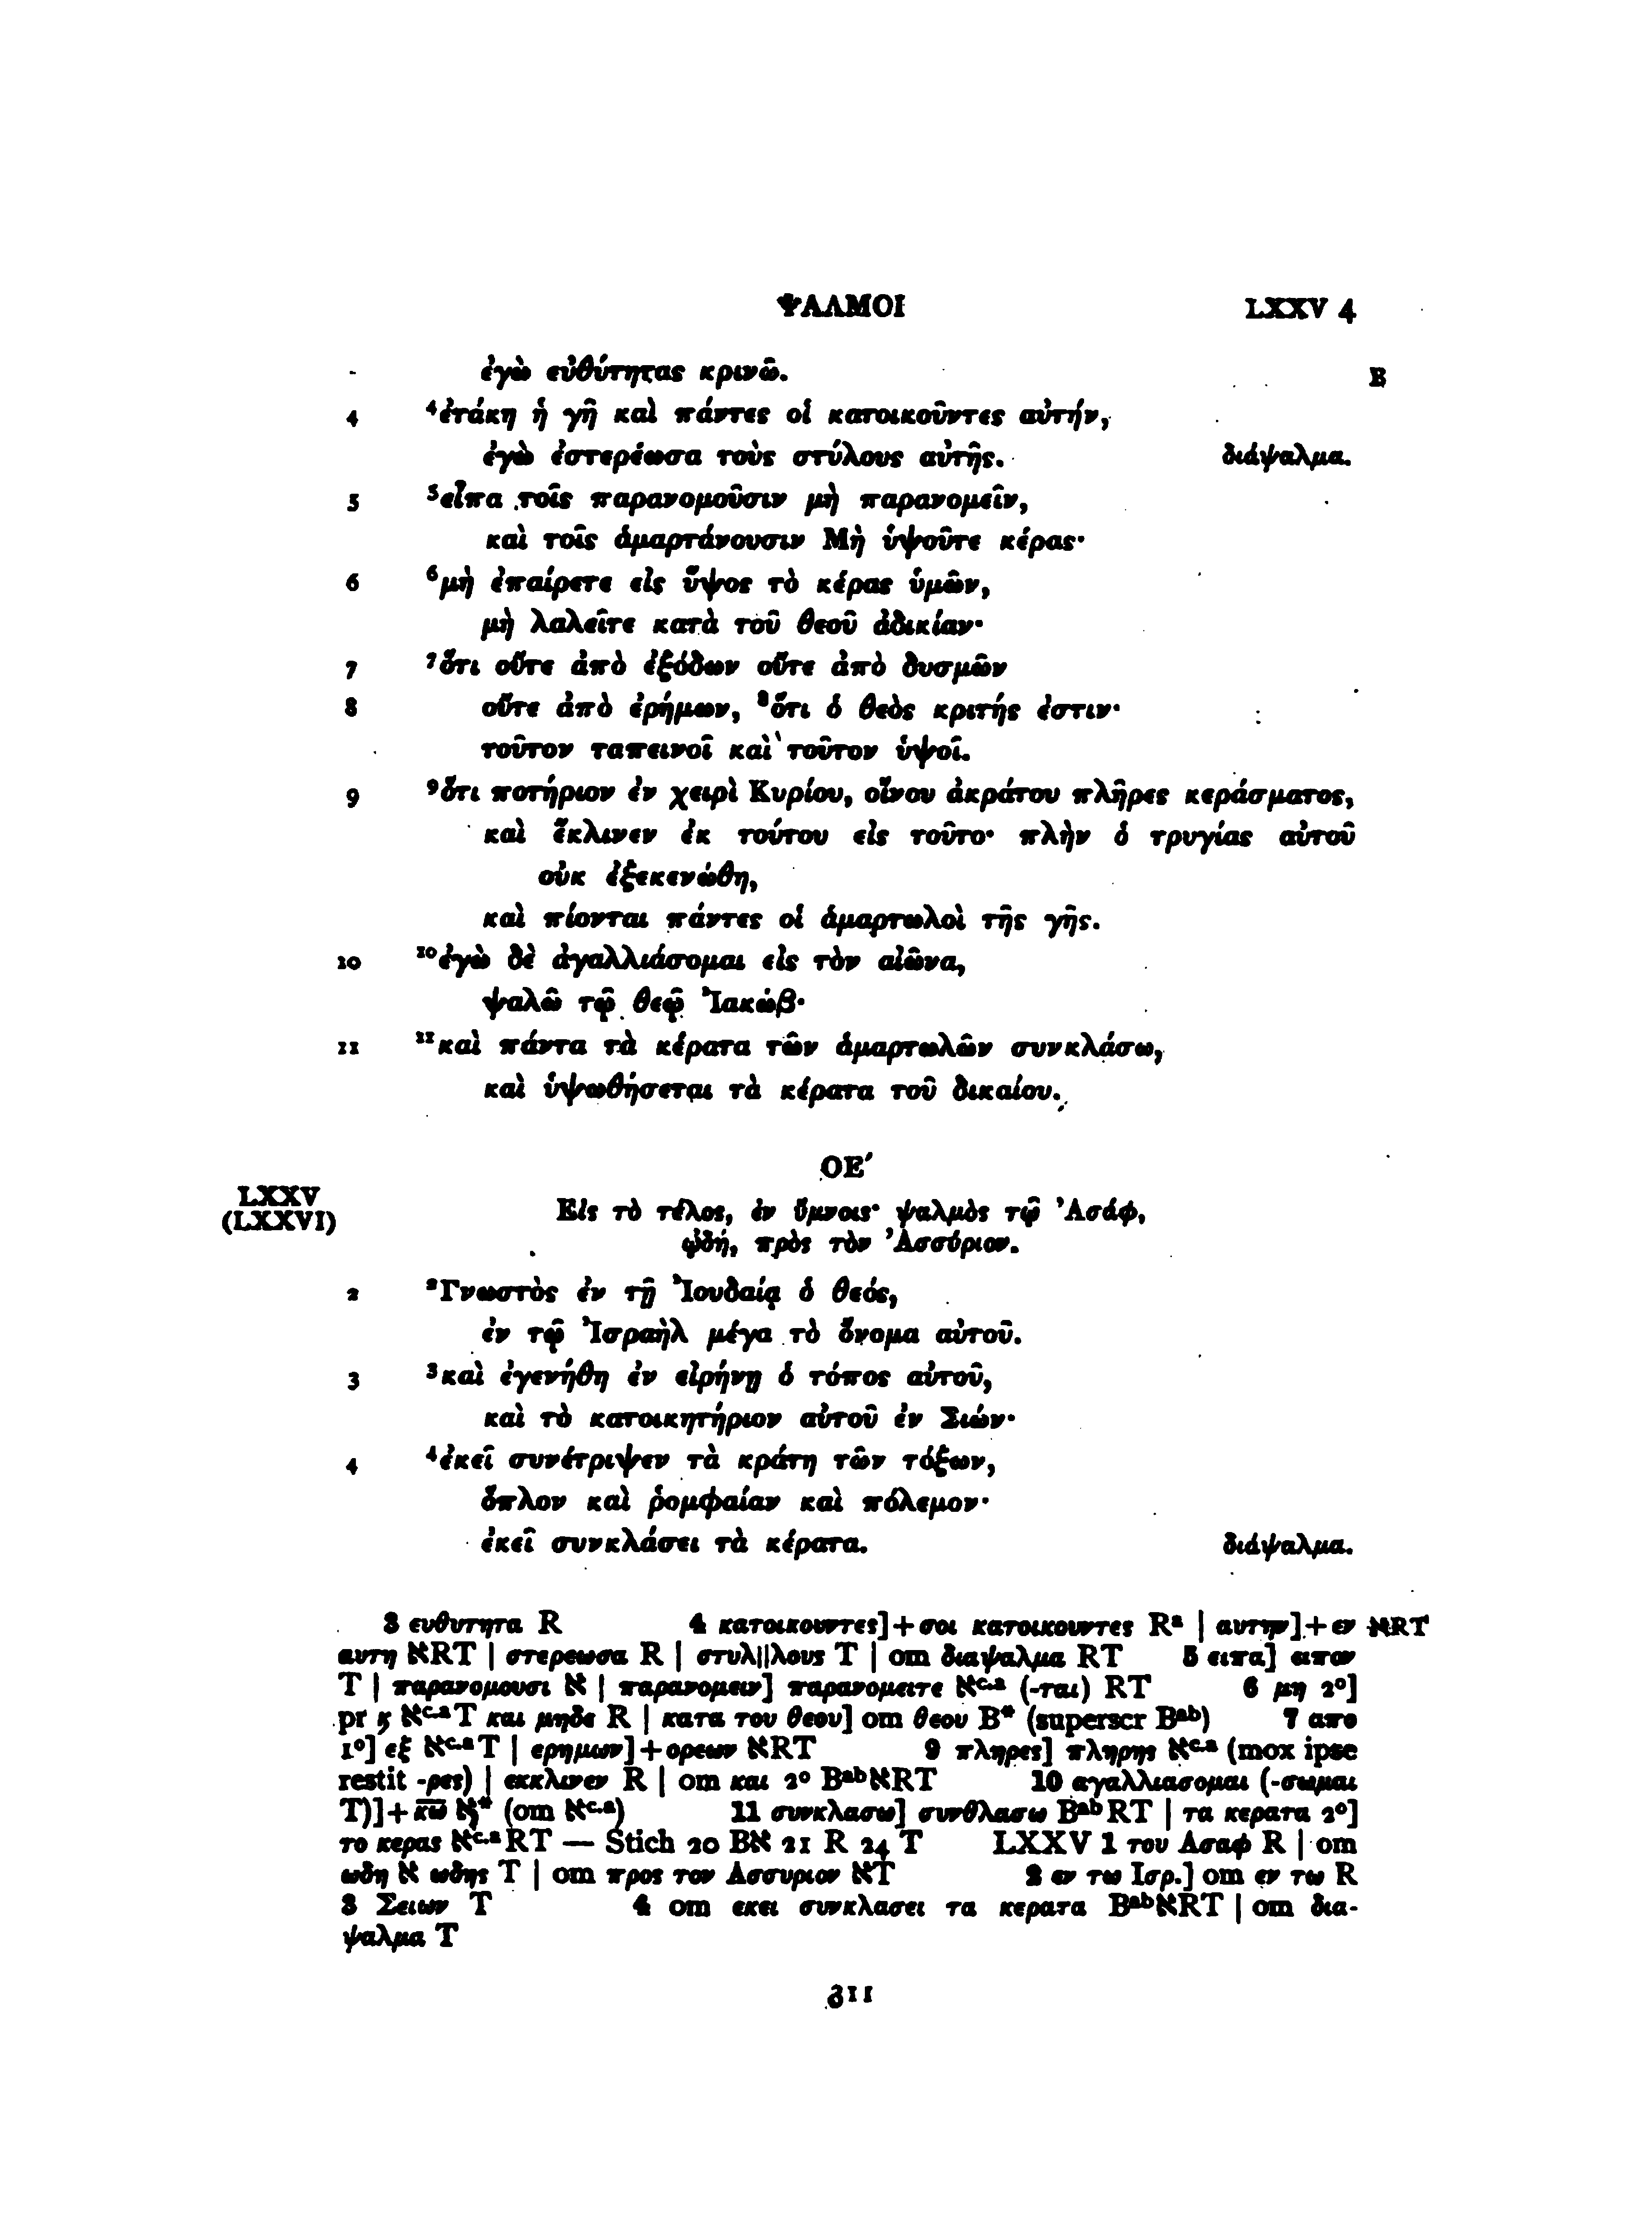 ΨΑΛΜΟΙ LXXV 4
ἐγὼ εὐθύτητας κρινῶ. B
4 ⁴ἐτάκη ἡ γῆ καὶ πάντες οἱ κατοικοῦντες αὐτήν,
ἐγὼ ἐστερέωσα τοὺς στύλους αὐτῆς. διάψαλμα.
5 ⁵εἶπα τοῖς παρανομοῦσιν μὴ παρανομεῖν,
καὶ τοῖς ἁμαρτάνουσιν Μὴ ὑψοῦτε κέρας·
6 ⁶μὴ ἐπαίρετε εἰς ὕψος τὸ κέρας ὑμῶν,
μὴ λαλεῖτε κατὰ τοῦ θεοῦ ἀδικίαν·
7 ⁷ὅτι οὔτε ἀπὸ ἐξόδων οὔτε ἀπὸ δυσμῶν
8 οὔτε ἀπὸ ἐρήμων, ⁸ὅτι ὁ θεὸς κριτής ἐστιν·
τοῦτον ταπεινοῖ καὶ τοῦτον ὑψοῖ.
9 ⁹ὅτι ποτήριον ἐν χειρὶ Κυρίου, οἴνου ἀκράτου πλῆρες κεράσματος,
καὶ ἔκλινεν ἐκ τούτου εἰς τοῦτο· πλὴν ὁ τρυγίας αὐτοῦ
οὐκ ἐξεκενώθη,
καὶ πίονται πάντες οἱ ἁμαρτωλοὶ τῆς γῆς.
10 ¹⁰ἐγὼ δὲ ἀγαλλιάσομαι εἰς τὸν αἰῶνα,
ψαλῶ τῷ θεῷ Ἰακώβ·
11 ¹¹καὶ πάντα τὰ κέρατα τῶν ἁμαρτωλῶν συνκλάσω,
καὶ ὑψωθήσεται τὰ κέρατα τοῦ δικαίου.
ΟΕ´
LXXV
(LXXVI)
Εἰς τὸ τέλος, ἐν ὕμνοις· ψαλμὸς τῷ Ἀσάφ,
ᾠδή, πρὸς τὸν Ἀσσύριον.
2 ²Γνωστὸς ἐν τῇ Ἰουδαίᾳ ὁ θεός,
ἐν τῷ Ἰσραὴλ μέγα τὸ ὄνομα αὐτοῦ.
3 ³καὶ ἐγενήθη ἐν εἰρήνῃ ὁ τόπος αὐτοῦ,
καὶ τὸ κατοικητήριον αὐτοῦ ἐν Σιών·
4 ⁴ἐκεῖ συνέτριψεν τὰ κράτη τῶν τόξων,
ὅπλον καὶ ῥομφαίαν καὶ πόλεμον·
ἐκεῖ συνκλάσει τὰ κέρατα. διάψαλμα.
3 ευθυτητα R 4 κατοικουντες]+σοι κατοικουντες Rᵃ | αυτην]+εν ℵRT
αυτη ℵRT | στερεωσα R | στυλ||λους T | om διαψαλμα RT 5 ειπα] ειπον
T | παρανομουσι ℵ | παρανομειν] παρανομειτε ℵᶜ·ᵃ (-ται) RT 6 μη 2º]
pr ϗ ℵᶜ·ᵃT και μηδε R | κατα του θεου] om θεου B* (superscr Bᵃᵇ) 7 απο
1º] εξ ℵᶜ·ᵃT | ερημων]+ορεων ℵRT 9 πληρες] πληρης ℵᶜ·ᵃ (mox ipse
restit -ρες) | εκκλινεν R | om και 2º BᵃᵇℵRT 10 αγαλλιασομαι (-σωμαι
T)]+κ̅ω̅ ℵ* (om ℵᶜ·ᵃ) 11 συνκλασω] συνθλασω BᵃᵇRT | τα κερατα 2º]
το κερας ℵᶜ·ᵃRT — Stich 20 Bℵ 21 R 24 T LXXV 1 του Ασαφ R | om
ωδη ℵ ωδης T | om προς τον Ασσυριον ℵT 2 εν τω Ισρ.] om εν τω R
3 Σειων T 4 om εκει συνκλασει τα κερατα BᵃᵇℵRT | om δια-
ψαλμα T
311